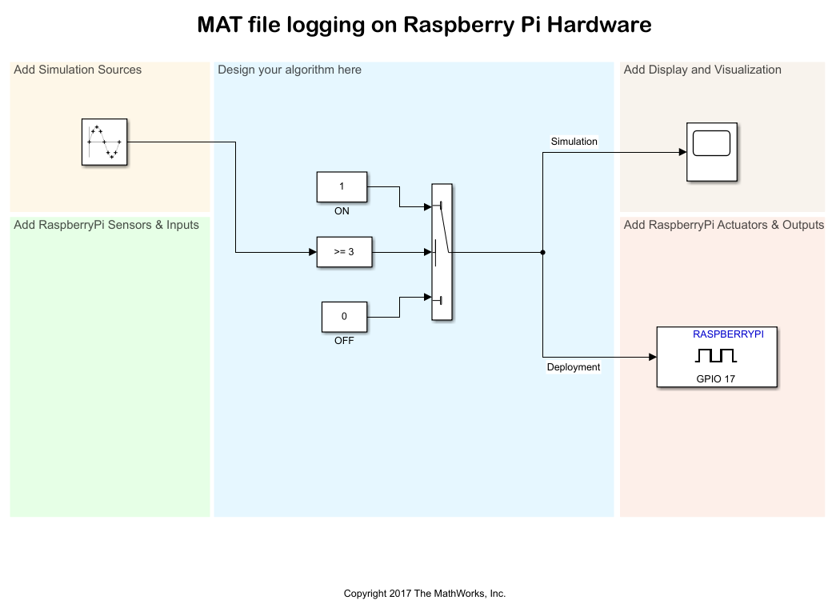 MAT file logging on Raspberry Pi Hardware
Add Simulation Sources
Design your algorithm here
Add Display and Visualization
Simulation
1
ON
Add RaspberryPi Sensors & Inputs
Add RaspberryPi Actuators & Outputs
>= 3
0
OFF
RASPBERRYPI
GPIO 17
Deployment
Copyright 2017 The MathWorks, Inc.